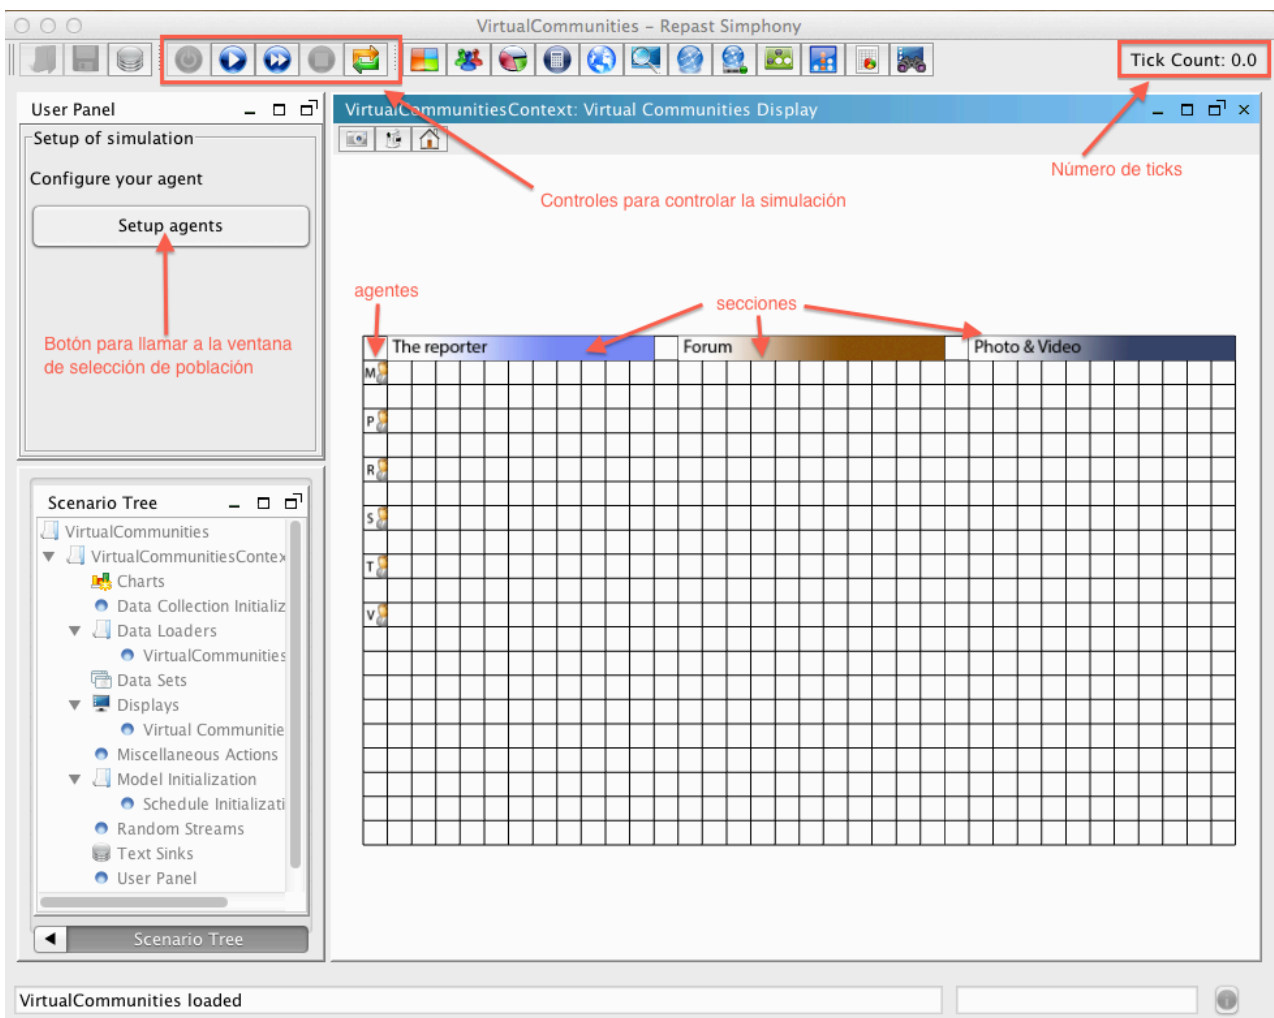 VirtualCommunities – Repast Simphony
Tick Count: 0.0
User Panel
Setup of simulation
Configure your agent
Setup agents
Botón para llamar a la ventana
de selección de población
VirtualCommunitiesContext: Virtual Communities Display
Número de ticks
Controles para controlar la simulación
agentes
secciones
The reporter
Forum
Photo & Video
M
P
R
S
T
V
Scenario Tree
VirtualCommunities
VirtualCommunitiesContex
Charts
Data Collection Initializ
Data Loaders
VirtualCommunities
Data Sets
Displays
Virtual Communitie
Miscellaneous Actions
Model Initialization
Schedule Initializati
Random Streams
Text Sinks
User Panel
Scenario Tree
VirtualCommunities loaded